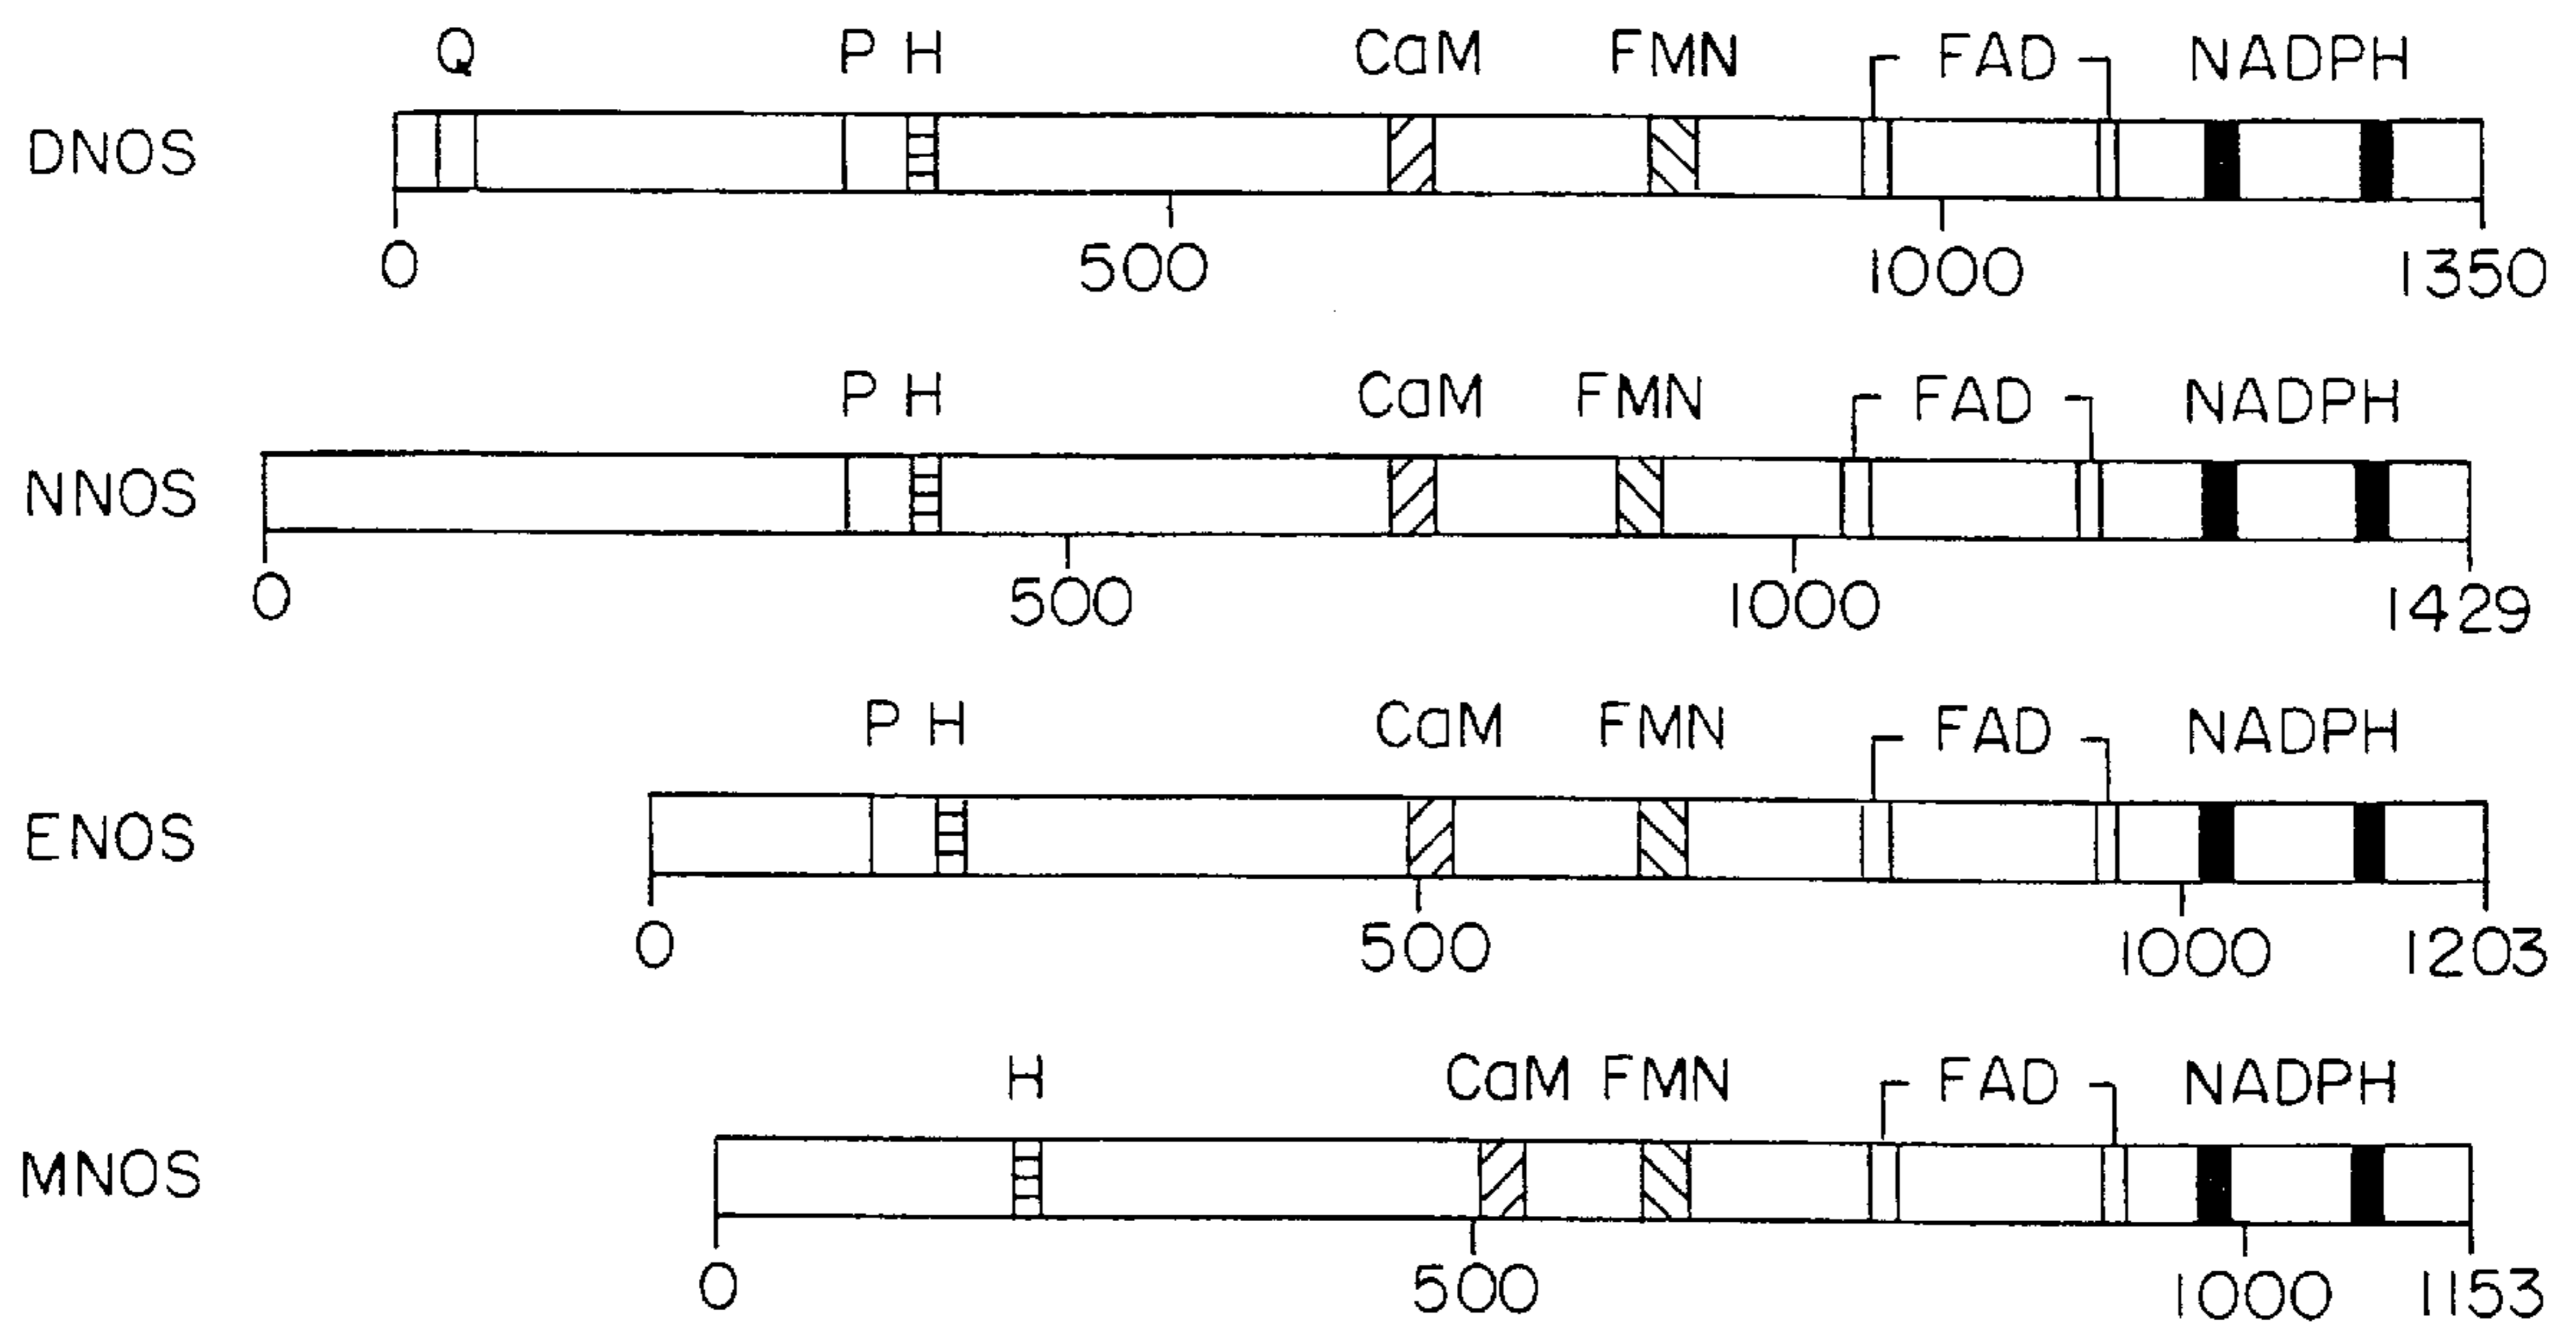 Q P H CaM FMN FAD NADPH
DNOS
0 500 1000 1350
P H CaM FMN FAD NADPH
NNOS
0 500 1000 1429
P H CaM FMN FAD NADPH
ENOS
0 500 1000 1203
H CaM FMN FAD NADPH
MNOS
0 500 1000 1153